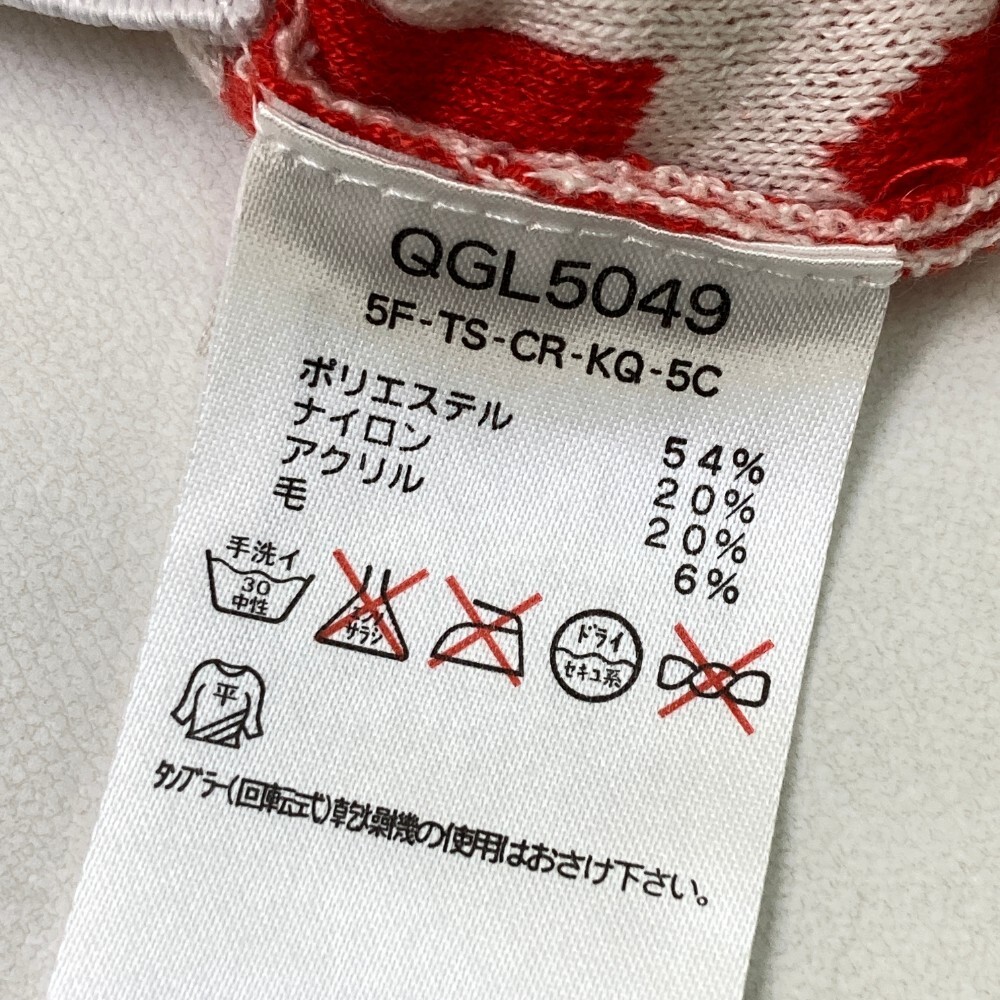 QGL5049
5F-TS-CR-KQ-5C
ポリエステル 54%
ナイロン 20%
アクリル 20%
毛 6%
手洗イ
30
中性
エンソ
サラシ
ドライ
セキユ系
平
タンブラー(回転式)乾燥機の使用はおさけ下さい。